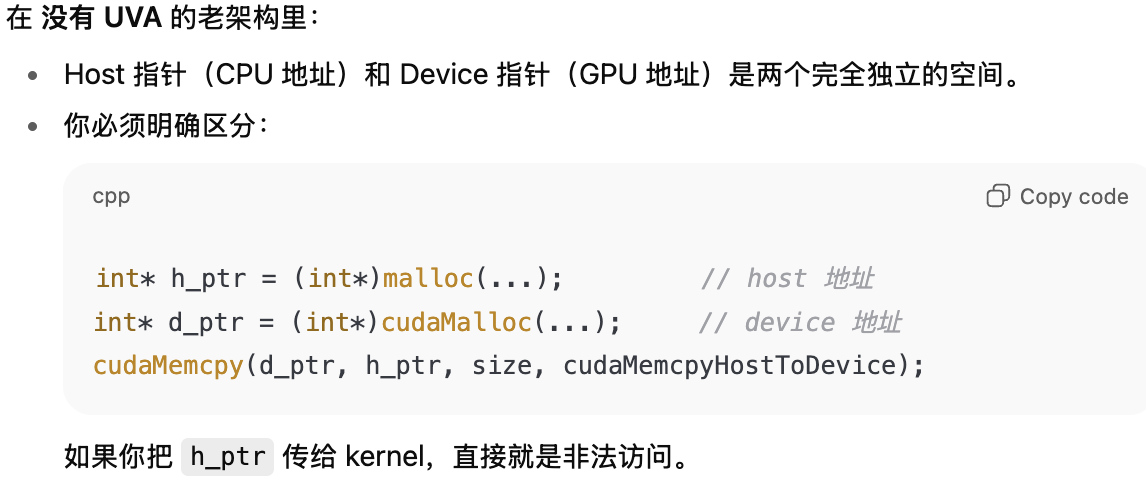 在 没有 UVA 的老架构里：
• Host 指针（CPU 地址）和 Device 指针（GPU 地址）是两个完全独立的空间。
• 你必须明确区分：
cpp Copy code
int* h_ptr = (int*)malloc(...); // host 地址
int* d_ptr = (int*)cudaMalloc(...); // device 地址
cudaMemcpy(d_ptr, h_ptr, size, cudaMemcpyHostToDevice);
如果你把 h_ptr 传给 kernel，直接就是非法访问。